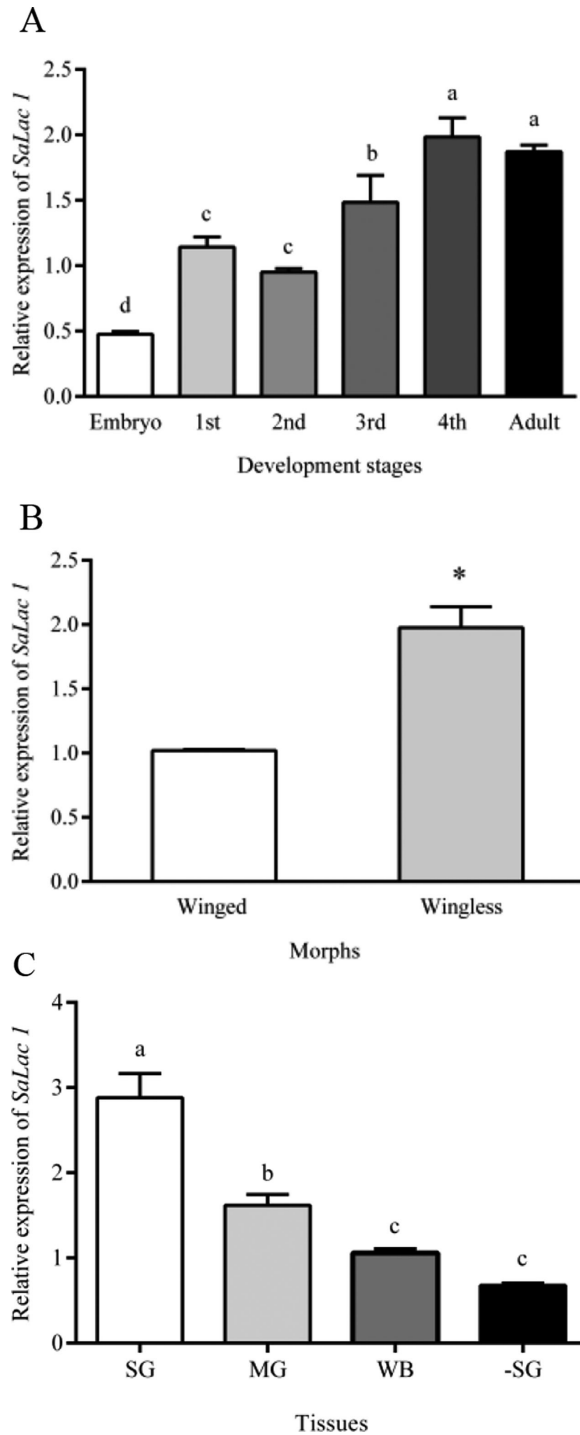 A
Relative expression of SaLac 1
2.5
2.0
1.5
1.0
0.5
0.0
d
c
c
b
a
a
Embryo 1st 2nd 3rd 4th Adult
Development stages
B
Relative expression of SaLac 1
2.5
2.0
1.5
1.0
0.5
0.0
*
Winged Wingless
Morphs
C
Relative expression of SaLac 1
4
3
2
1
0
a
b
c
c
SG MG WB -SG
Tissues